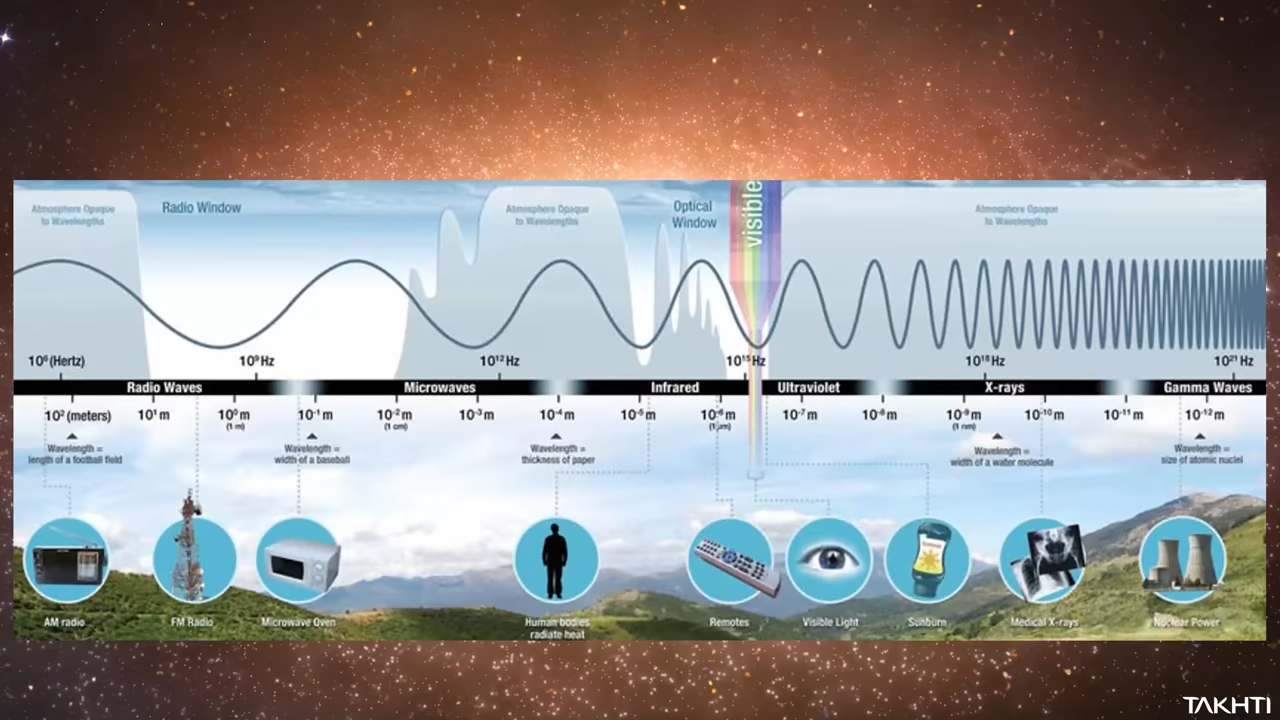 Atmosphere Opaque
to Wavelengths
Radio Window
Atmosphere Opaque
to Wavelengths
Optical
Window
visible
Atmosphere Opaque
to Wavelengths
10⁶ (Hertz)
10⁹ Hz
10¹² Hz
10¹⁵ Hz
10¹⁸ Hz
10²¹ Hz
Radio Waves
Microwaves
Infrared
Ultraviolet
X-rays
Gamma Waves
10² (meters)
10¹ m
10⁰ m
(1 m)
10⁻¹ m
10⁻² m
(1 cm)
10⁻³ m
10⁻⁴ m
10⁻⁵ m
10⁻⁶ m
(1 µm)
10⁻⁷ m
10⁻⁸ m
10⁻⁹ m
(1 nm)
10⁻¹⁰ m
10⁻¹¹ m
10⁻¹² m
Wavelength =
length of a football field
Wavelength =
width of a baseball
Wavelength =
thickness of paper
Wavelength =
width of a water molecule
Wavelength =
size of atomic nuclei
AM radio
FM Radio
Microwave Oven
Human bodies
radiate heat
Remotes
Visible Light
Sunburn
Medical X-rays
Nuclear Power
TAKHTI